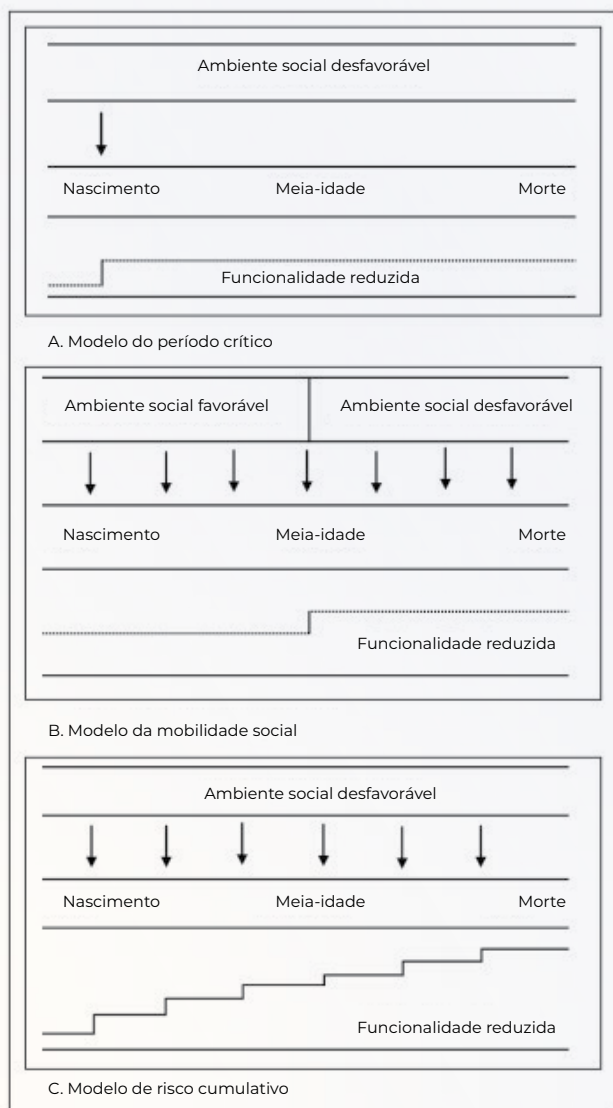 Ambiente social desfavorável
Nascimento Meia-idade Morte
Funcionalidade reduzida
A. Modelo do período crítico
Ambiente social favorável Ambiente social desfavorável
Nascimento Meia-idade Morte
Funcionalidade reduzida
B. Modelo da mobilidade social
Ambiente social desfavorável
Nascimento Meia-idade Morte
Funcionalidade reduzida
C. Modelo de risco cumulativo